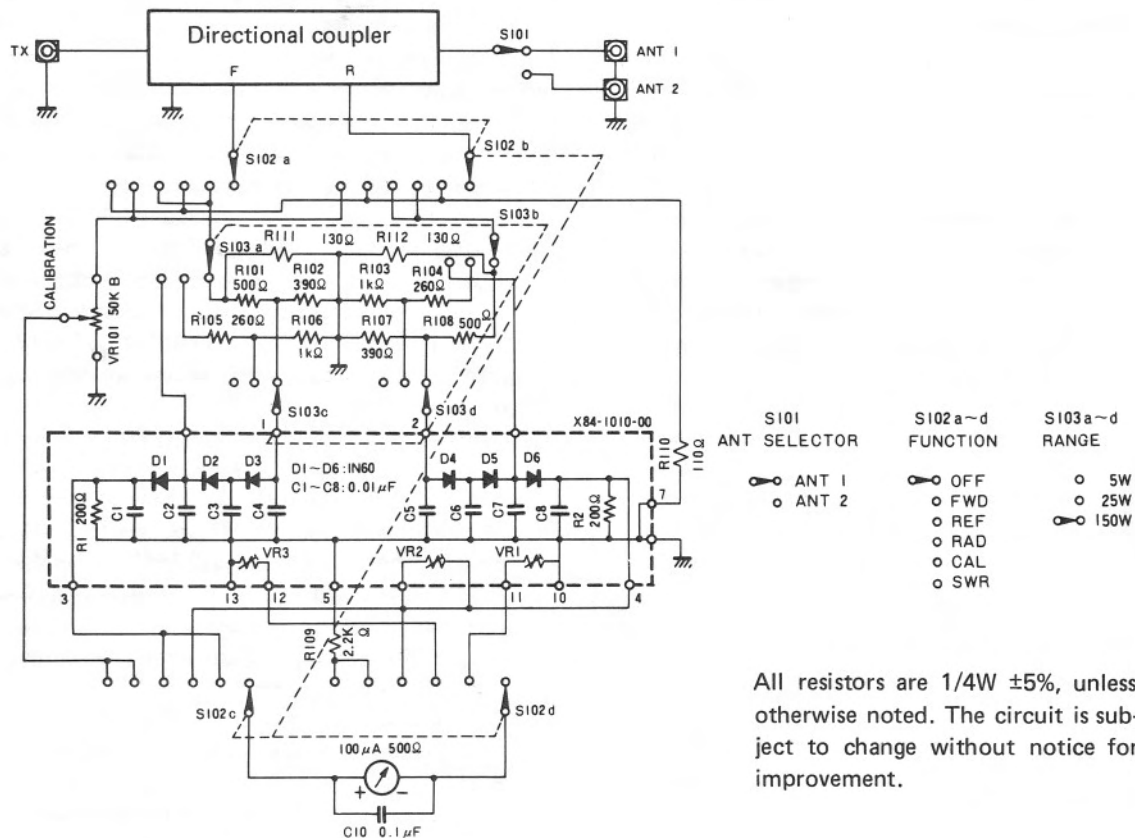 Directional coupler
F
R
TX
S101
ANT 1
ANT 2
S102 a
S102 b
S103 a
S103b
R111
130Ω
R112
130Ω
R101
500Ω
R102
390Ω
R103
1kΩ
R104
260Ω
R105
260Ω
R106
1kΩ
R107
390Ω
R108
500Ω
CALIBRATION
VR101 50K B
S103c
S103d
1
2
X84-1010-00
R110
110Ω
D1
D2
D3
D1~D6:IN60
C1~C8:0.01μF
D4
D5
D6
R1 200Ω
C1
C2
C3
C4
C5
C6
C7
C8
R2
200Ω
7
VR3
VR2
VR1
3
13
12
5
11
10
4
R109
2.2K
Ω
S102c
S102d
100μA 500Ω
+
-
C10 0.1μF
S101
ANT SELECTOR
ANT 1
ANT 2
S102a~d
FUNCTION
OFF
FWD
REF
RAD
CAL
SWR
S103a~d
RANGE
5W
25W
150W
All resistors are 1/4W ±5%, unless
otherwise noted. The circuit is sub-
ject to change without notice for
improvement.